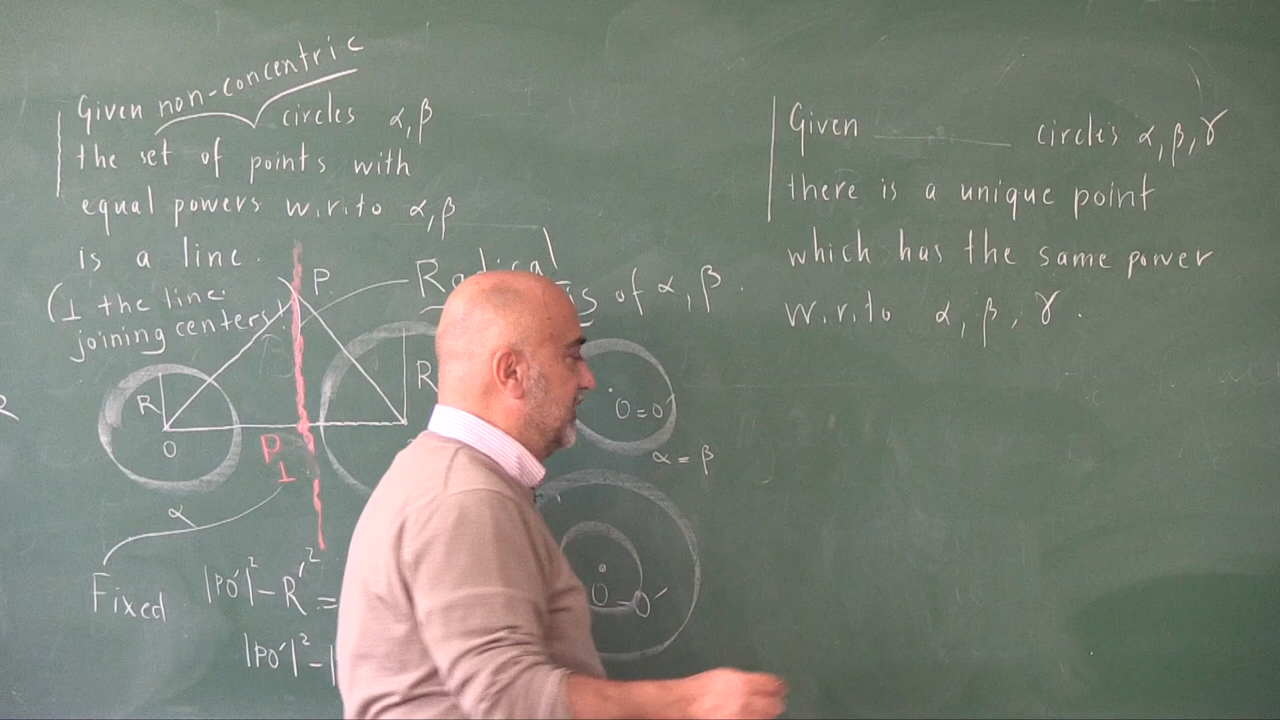 Given non-concentric circles α, β
the set of points with
equal powers w.r.to α, β
is a line.
(⊥ the line
joining centers)
P
of α, β.
R
R
O
P⊥
α
Fixed
|PO′|² - R′² =
|PO′|² -
O = O′
α = β
O = O′
Given ________ circles α, β, γ
there is a unique point
which has the same power
w.r.to α, β, γ.